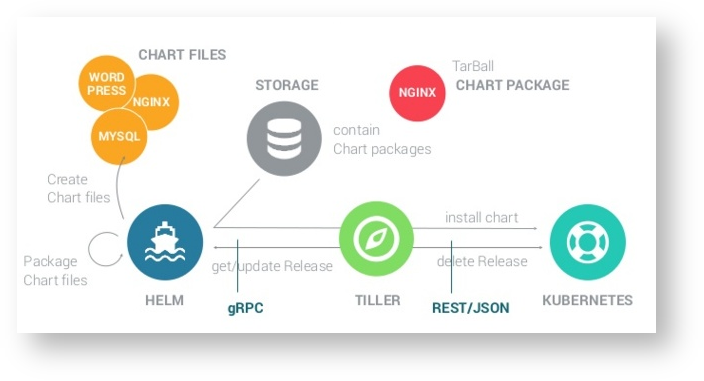 CHART FILES
WORD
PRESS
NGINX
MYSQL
STORAGE
contain
Chart packages
TarBall
NGINX
CHART PACKAGE
Create
Chart files
Package
Chart files
install chart
get/update Release
delete Release
HELM
gRPC
TILLER
REST/JSON
KUBERNETES